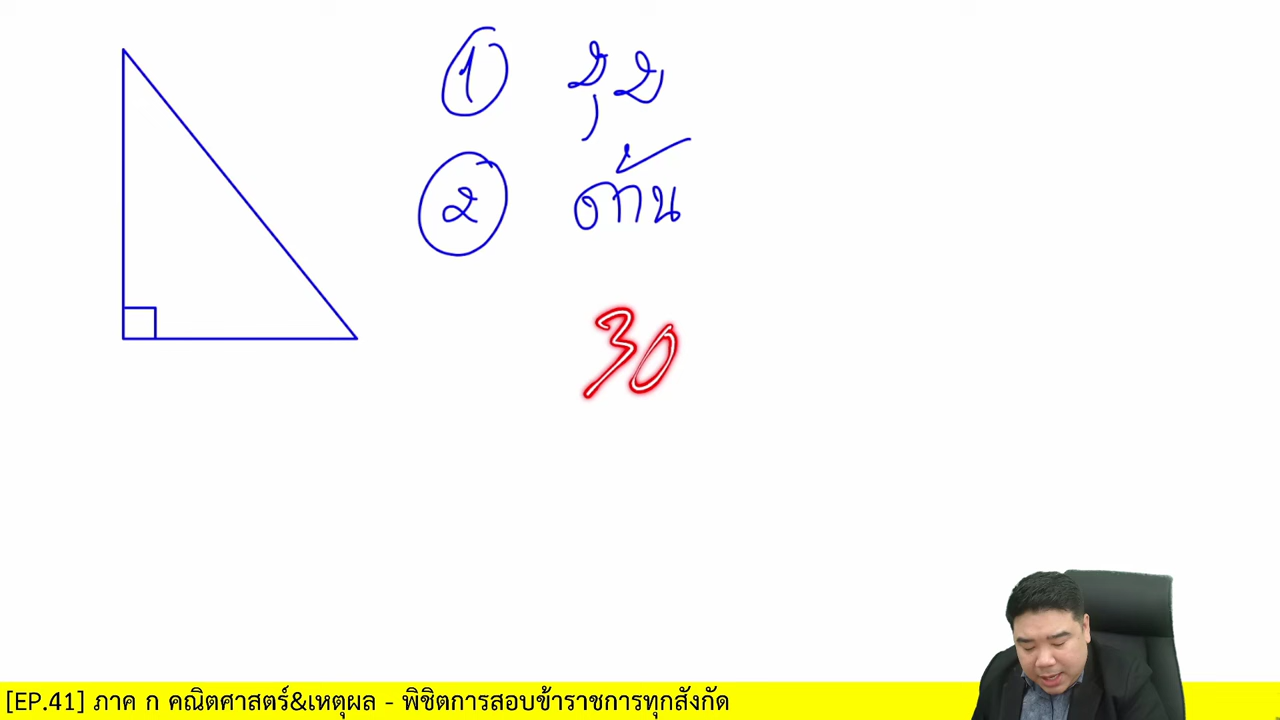 ① มุม
② ด้าน
30
[EP.41] ภาค ก คณิตศาสตร์&เหตุผล - พิชิตการสอบข้าราชการทุกสังกัด